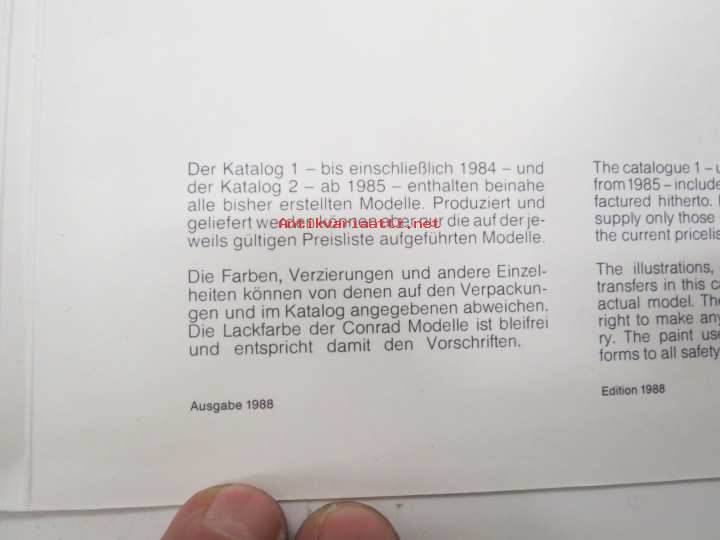 Der Katalog 1 – bis einschließlich 1984 – und
der Katalog 2 – ab 1985 – enthalten beinahe
alle bisher erstellten Modelle. Produziert und
geliefert werden können aber nur die auf der je-
weils gültigen Preisliste aufgeführten Modelle.
Die Farben, Verzierungen und andere Einzel-
heiten können von denen auf den Verpackun-
gen und im Katalog angegebenen abweichen.
Die Lackfarbe der Conrad Modelle ist bleifrei
und entspricht damit den Vorschriften.
Ausgabe 1988
The catalogue 1 –
from 1985 – include
factured hitherto.
supply only those
the current pricelis
The illustrations,
transfers in this ca
actual model. The
right to make any
ry. The paint use
forms to all safety
Edition 1988
Antikvariaatti.net